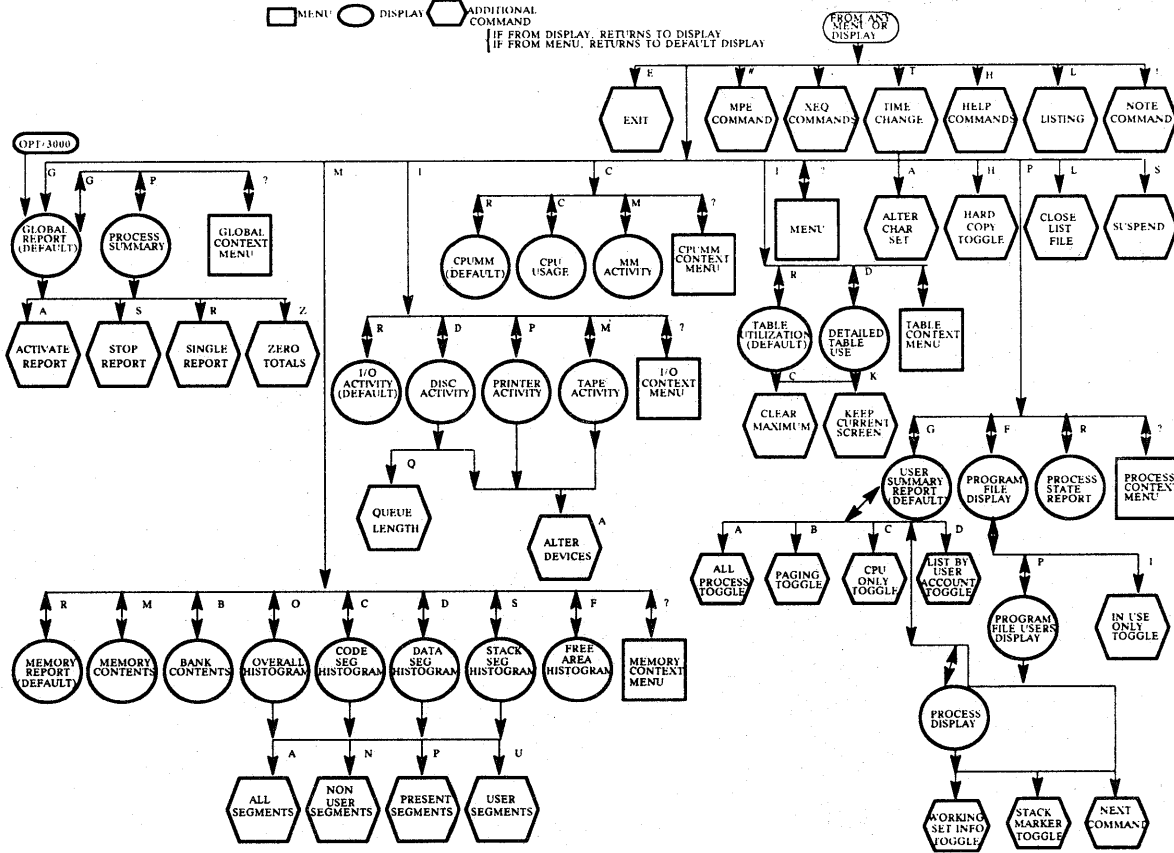 MENU
DISPLAY
ADDITIONAL
COMMAND
IF FROM DISPLAY, RETURNS TO DISPLAY
IF FROM MENU, RETURNS TO DEFAULT DISPLAY
FROM ANY
MENU OR
DISPLAY
E
#
.
T
H
L
!
EXIT
MPE
COMMAND
XEQ
COMMANDS
TIME
CHANGE
HELP
COMMANDS
LISTING
NOTE
COMMAND
OPT/3000
G
G
P
?
M
I
C
?
A
H
P
L
S
GLOBAL
REPORT
(DEFAULT)
PROCESS
SUMMARY
GLOBAL
CONTEXT
MENU
R
C
M
?
CPUMM
(DEFAULT)
CPU
USAGE
MM
ACTIVITY
CPUMM
CONTEXT
MENU
MENU
ALTER
CHAR
SET
HARD
COPY
TOGGLE
CLOSE
LIST
FILE
SUSPEND
A
S
R
Z
ACTIVATE
REPORT
STOP
REPORT
SINGLE
REPORT
ZERO
TOTALS
R
D
P
M
?
I/O
ACTIVITY
(DEFAULT)
DISC
ACTIVITY
PRINTER
ACTIVITY
TAPE
ACTIVITY
I/O
CONTEXT
MENU
R
D
TABLE
UTILIZATION
(DEFAULT)
DETAILED
TABLE
USE
TABLE
CONTEXT
MENU
C
K
CLEAR
MAXIMUM
KEEP
CURRENT
SCREEN
Q
QUEUE
LENGTH
A
ALTER
DEVICES
G
F
R
?
USER
SUMMARY
REPORT
(DEFAULT)
PROGRAM
FILE
DISPLAY
PROCESS
STATE
REPORT
PROCESS
CONTEXT
MENU
A
B
C
D
ALL
PROCESS
TOGGLE
PAGING
TOGGLE
CPU
ONLY
TOGGLE
LIST BY
USER
ACCOUNT
TOGGLE
P
I
PROGRAM
FILE USERS
DISPLAY
IN USE
ONLY
TOGGLE
R
M
B
O
C
D
S
F
?
MEMORY
REPORT
(DEFAULT)
MEMORY
CONTENTS
BANK
CONTENTS
OVERALL
HISTOGRAM
CODE
SEG
HISTOGRAM
DATA
SEG
HISTOGRAM
STACK
SEG
HISTOGRAM
FREE
AREA
HISTOGRAM
MEMORY
CONTEXT
MENU
A
N
P
U
ALL
SEGMENTS
NON
USER
SEGMENTS
PRESENT
SEGMENTS
USER
SEGMENTS
PROCESS
DISPLAY
WORKING
SET INFO
TOGGLE
STACK
MARKER
TOGGLE
NEXT
COMMAND